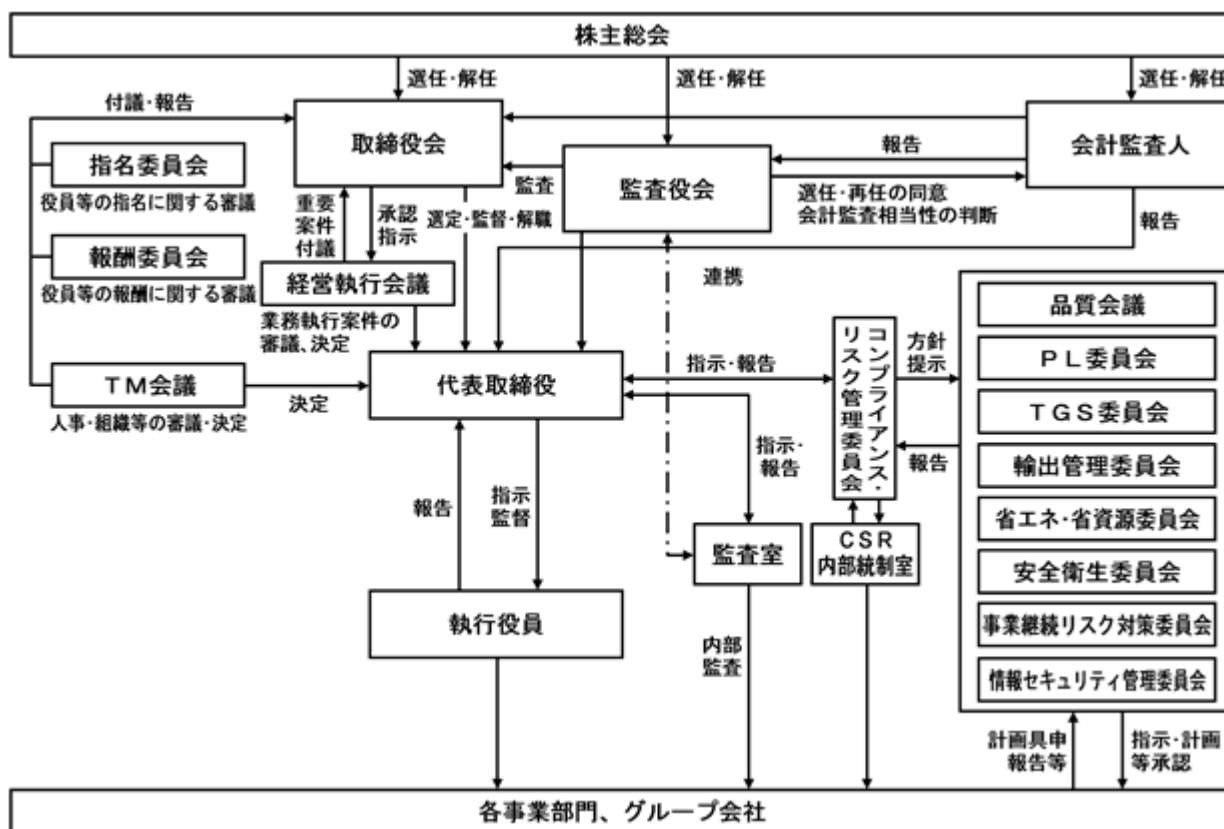 株主総会
選任・解任
選任・解任
選任・解任
付議・報告
取締役会
会計監査人
指名委員会
役員等の指名に関する審議
監査
監査役会
報告
選任・再任の同意
会計監査相当性の判断
重要
案件
付議
承認
指示
選定・監督・解職
報告
報酬委員会
役員等の報酬に関する審議
経営執行会議
業務執行案件の
審議、決定
連携
TM会議
人事・組織等の審議・決定
決定
代表取締役
指示・報告
コンプライアンス・
リスク管理委員会
方針
提示
報告
指示・
報告
報告
指示
監督
監査室
CSR
内部統制室
執行役員
内部
監査
品質会議
PL委員会
TGS委員会
輸出管理委員会
省エネ・省資源委員会
安全衛生委員会
事業継続リスク対策委員会
情報セキュリティ管理委員会
計画具申
報告等
指示・計画
等承認
各事業部門、グループ会社